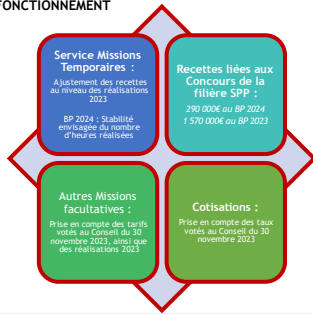 FONCTIONNEMENT
Service Missions
Temporaires :
Ajustement des recettes
au niveau des réalisations
2023
BP 2024 : Stabilité
envisagée du nombre
d'heures réalisées
Recettes liées aux
Concours de la
filière SPP :
290 000€ au BP 2024
1 570 000€ au BP 2023
Autres Missions
facultatives :
Prise en compte des tarifs
votés au Conseil du 30
novembre 2023, ainsi que
des réalisations 2023
Cotisations :
Prise en compte des taux
votés au Conseil du 30
novembre 2023